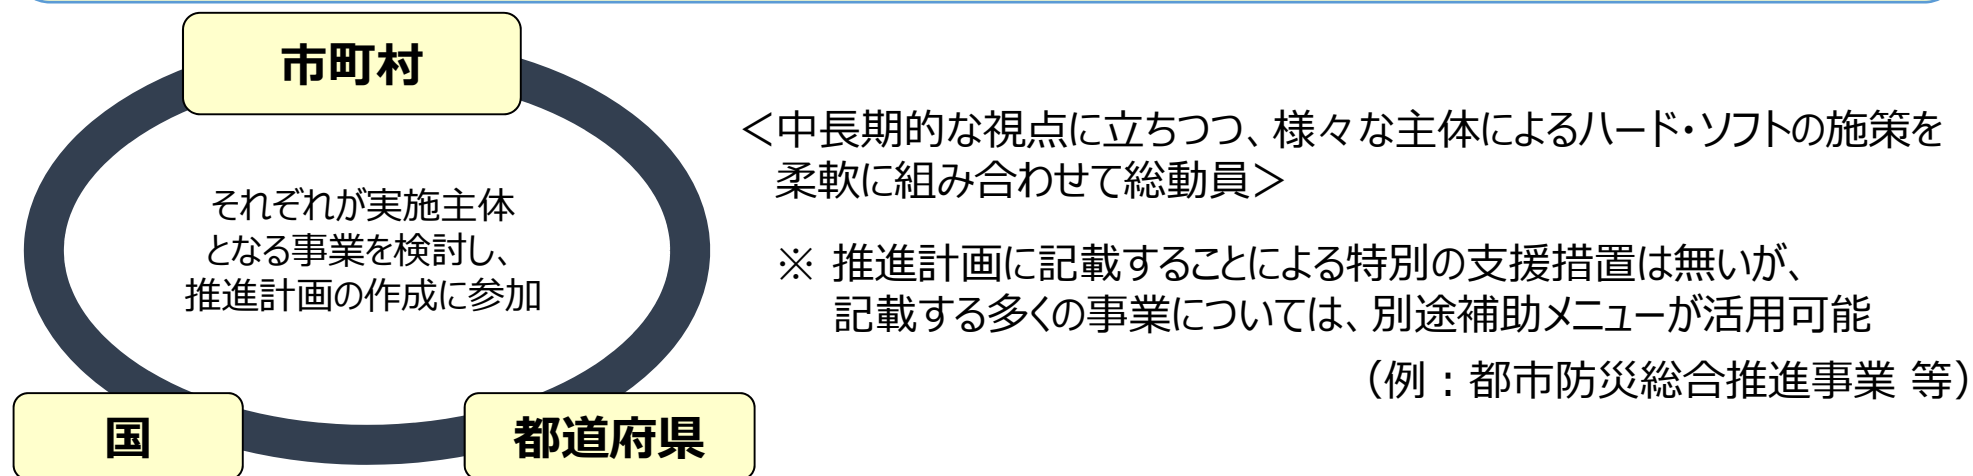 市町村
それぞれが実施主体
となる事業を検討し、
推進計画の作成に参加
国
都道府県
＜中長期的な視点に立ちつつ、様々な主体によるハード・ソフトの施策を
柔軟に組み合わせて総動員＞
※ 推進計画に記載することによる特別の支援措置は無いが、
記載する多くの事業については、別途補助メニューが活用可能
（例：都市防災総合推進事業 等）